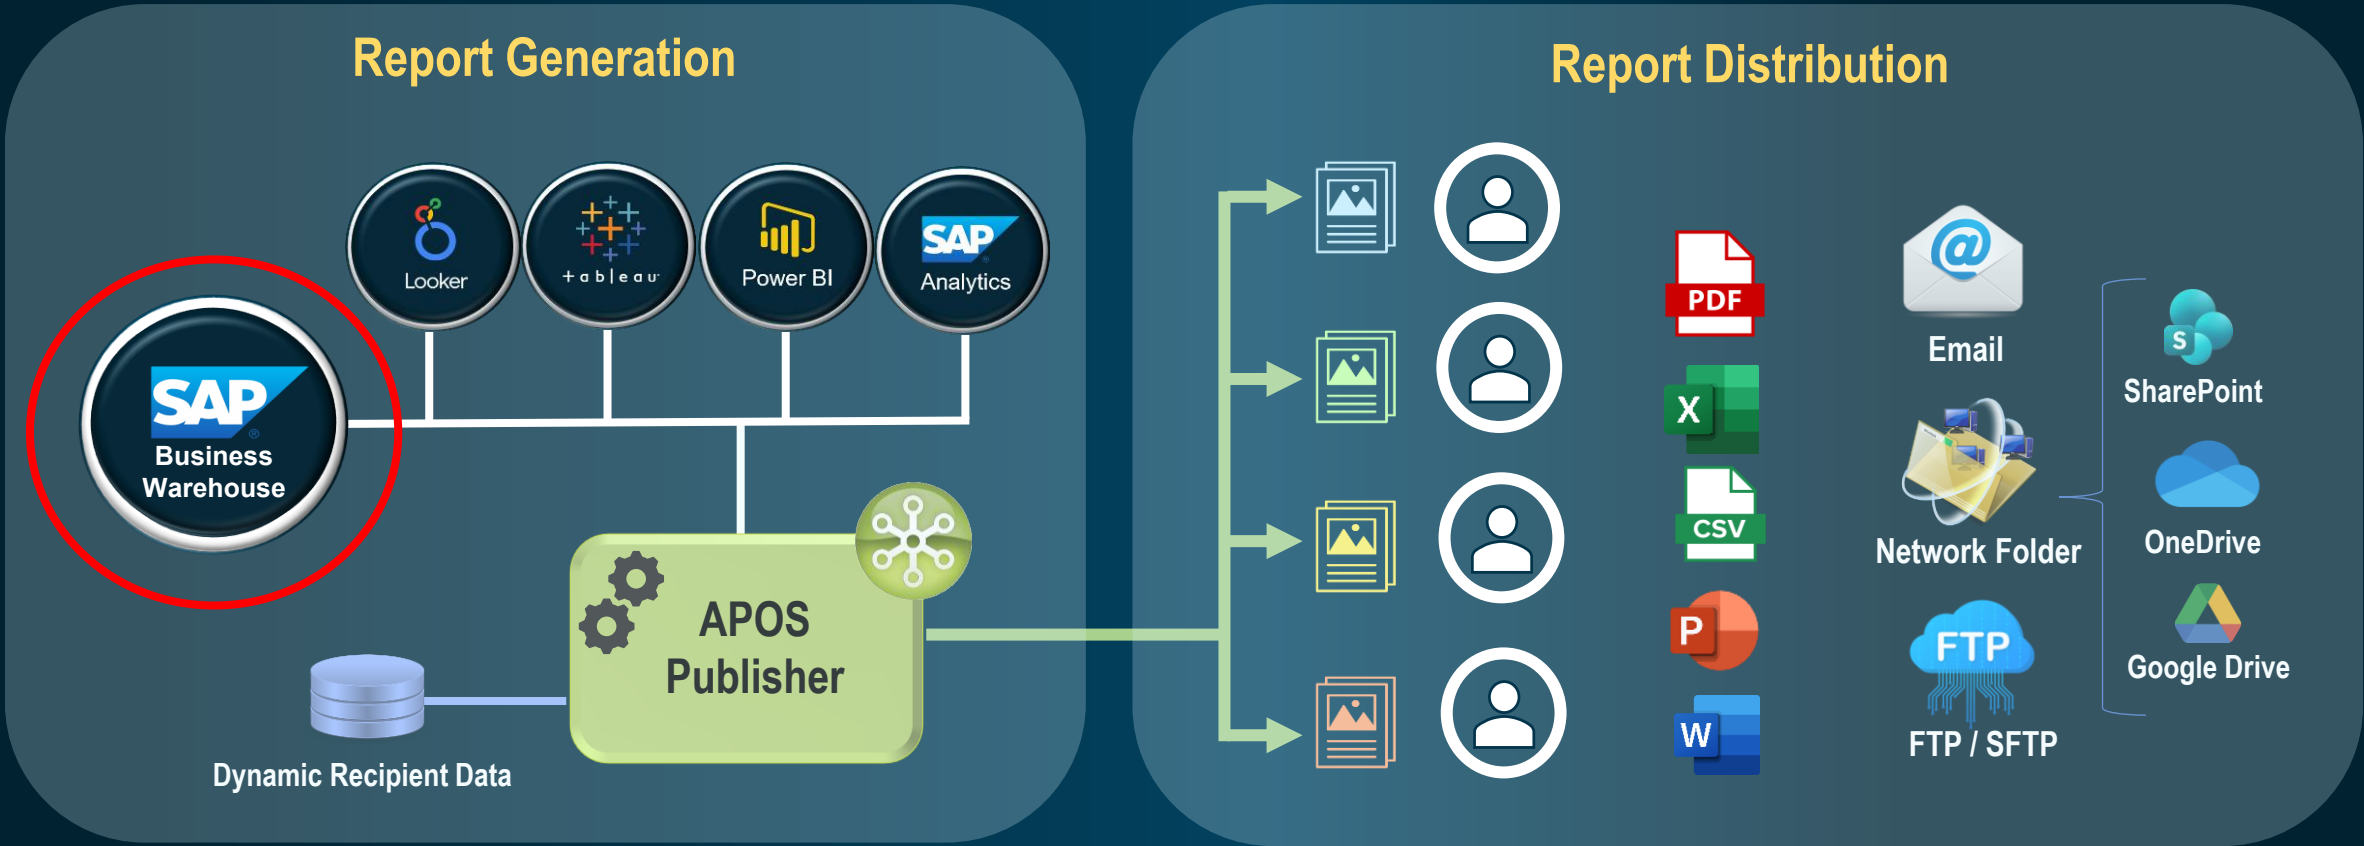 Report Generation
Looker
+ a b | e a u
Power BI
SAP
Analytics
SAP
®
Business
Warehouse
APOS
Publisher
Dynamic Recipient Data
Report Distribution
PDF
X
CSV
P
W
@
Email
Network Folder
FTP
FTP / SFTP
S
SharePoint
OneDrive
Google Drive